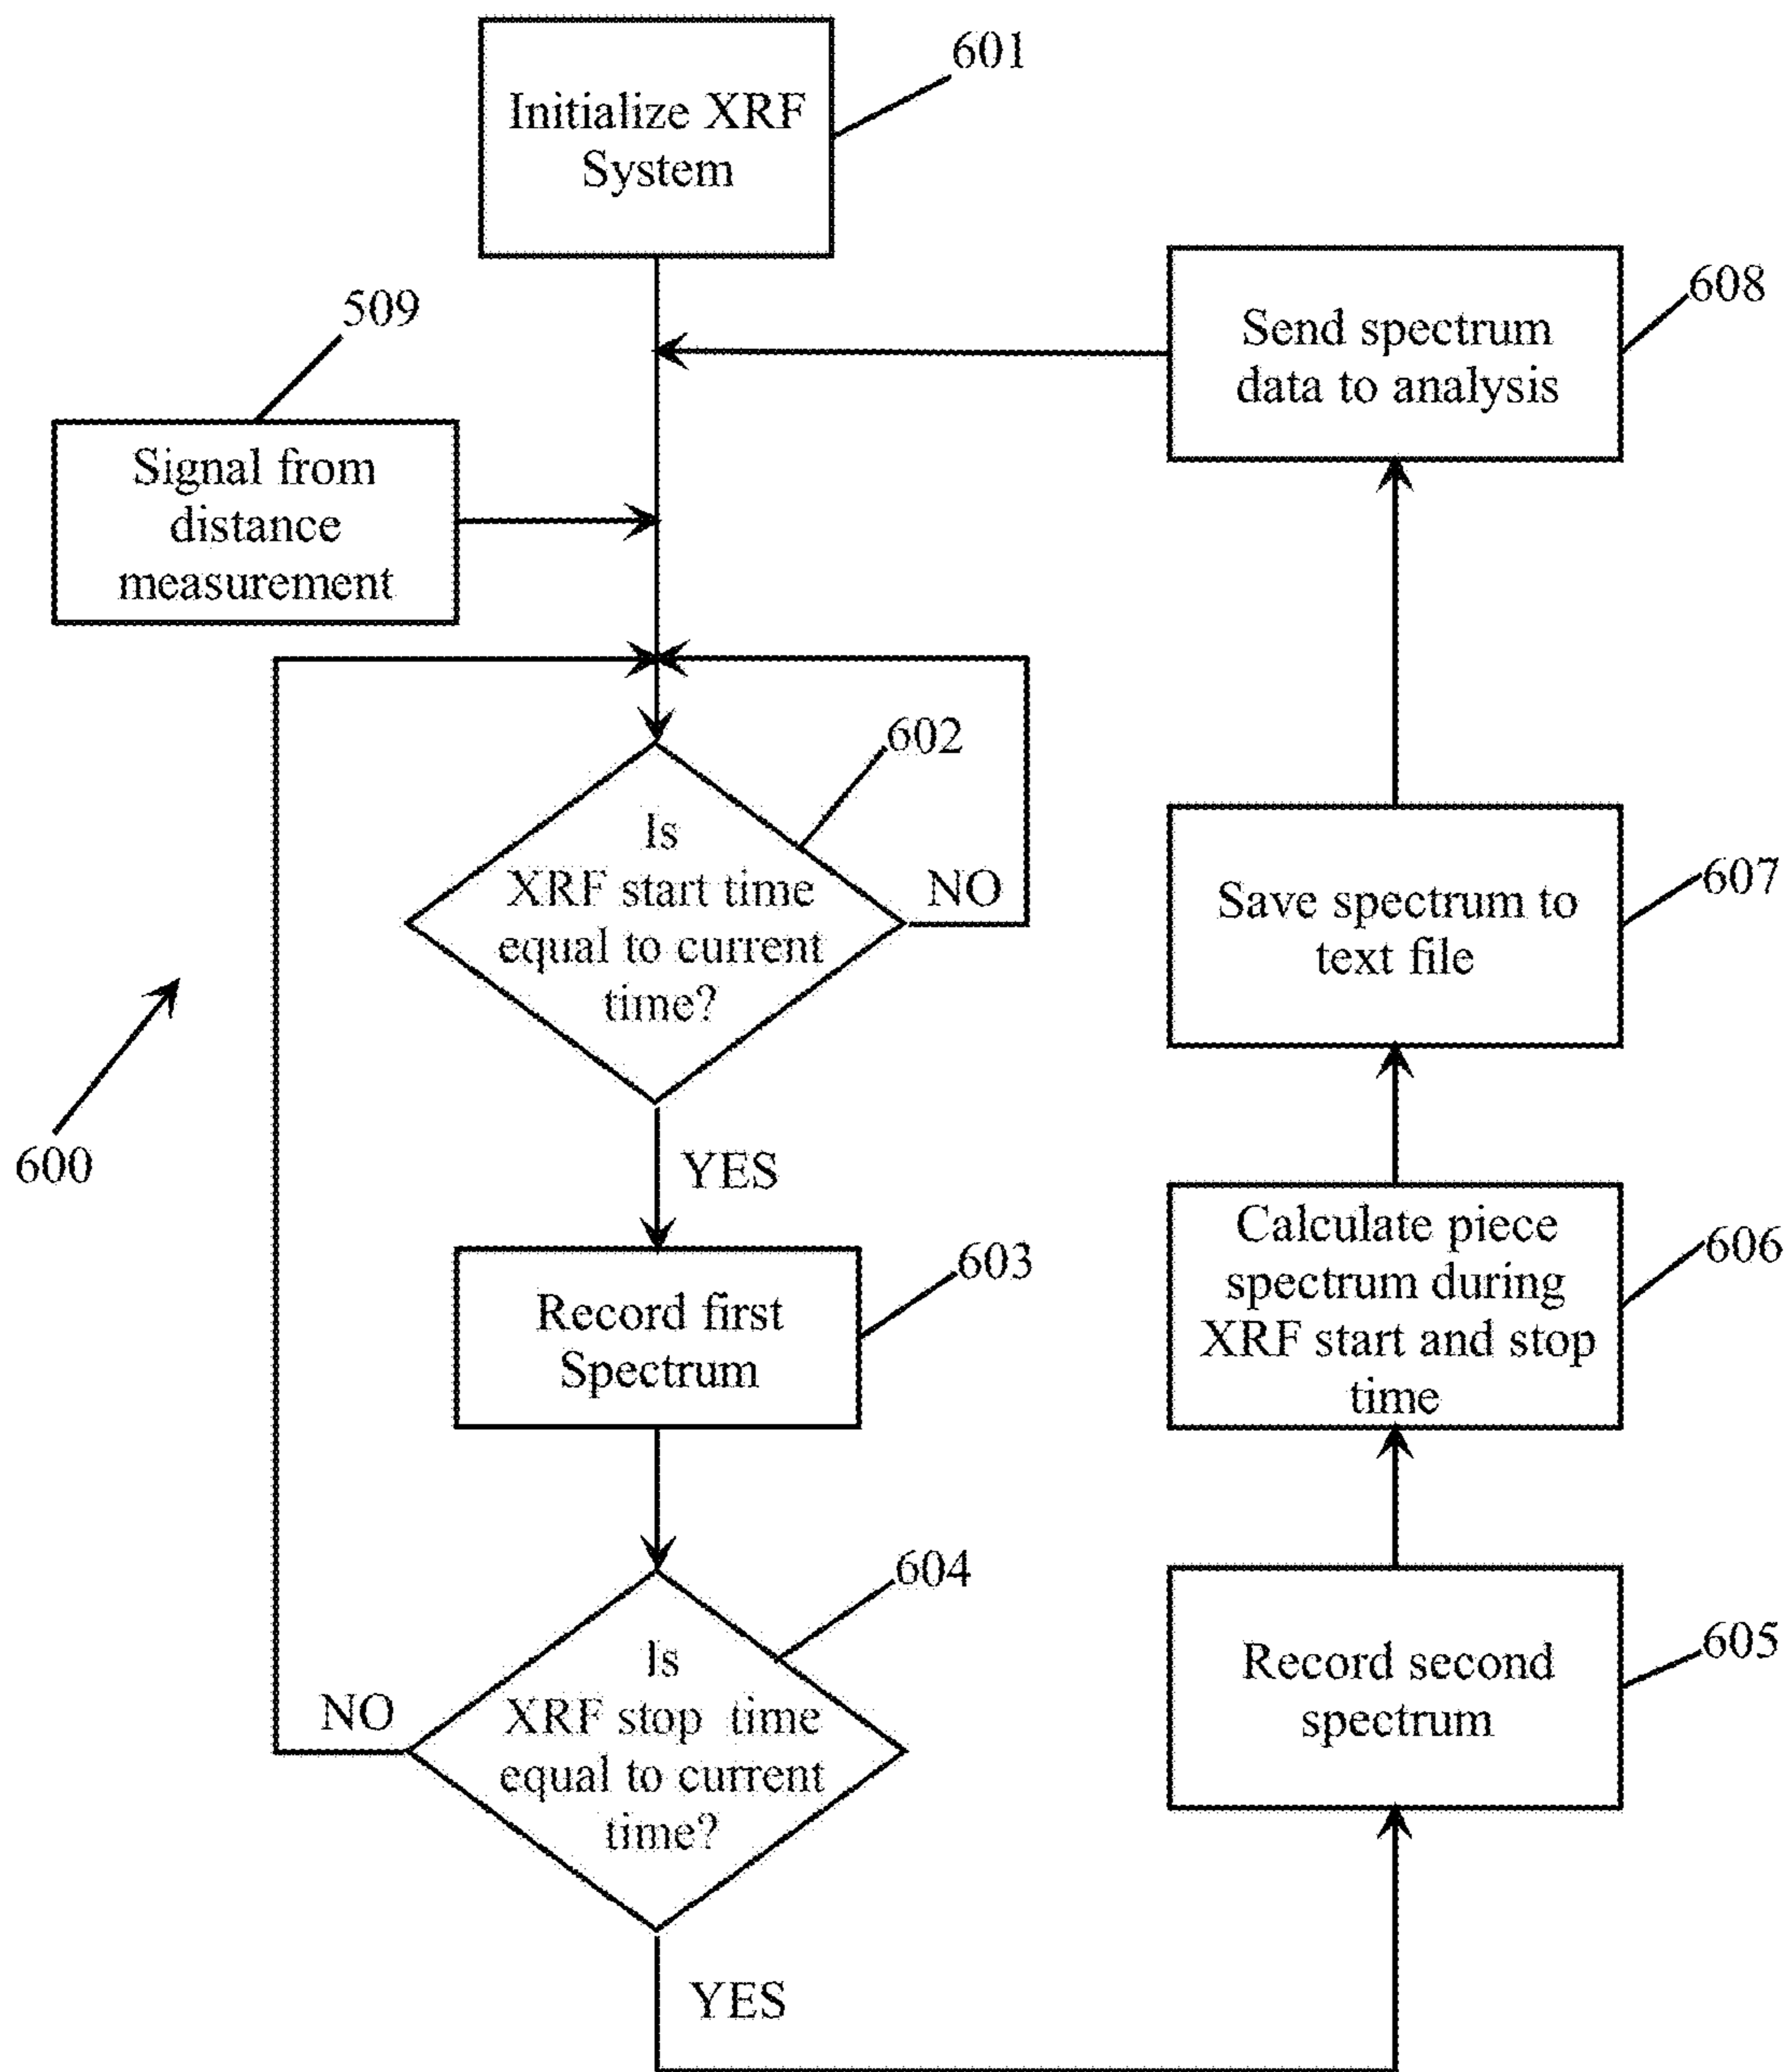 601
Initialize XRF
System
509
Signal from
distance
measurement
602
Is
XRF start time
equal to current
time?
NO
YES
600
603
Record first
Spectrum
604
Is
XRF stop time
equal to current
time?
NO
YES
605
Record second
spectrum
606
Calculate piece
spectrum during
XRF start and stop
time
607
Save spectrum to
text file
608
Send spectrum
data to analysis